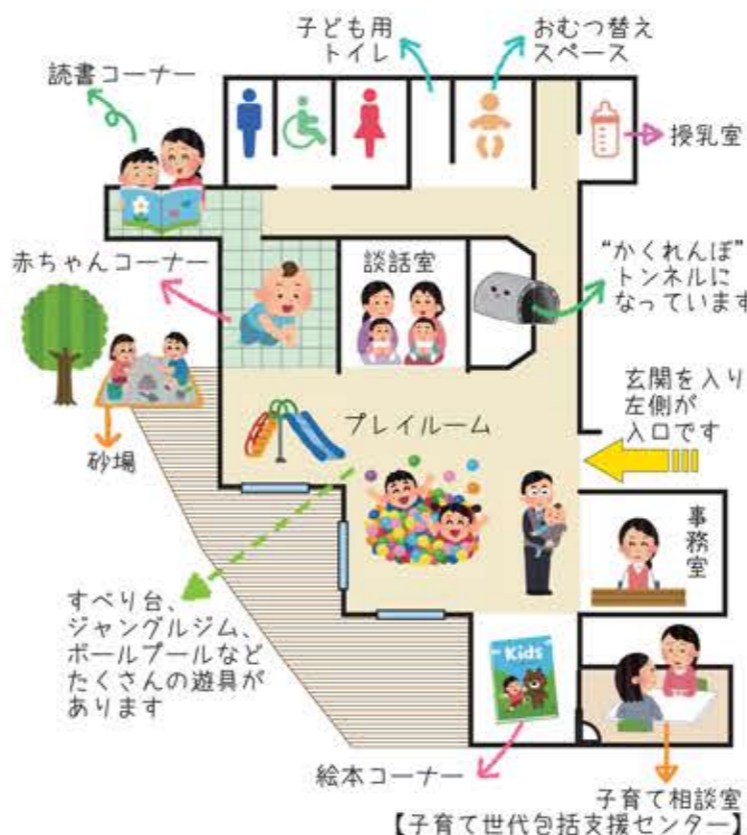 子ども用
トイレ
おむつ替え
スペース
読書コーナー
授乳室
赤ちゃんコーナー
談話室
“かくれんぼ”
トンネルに
なっています
玄関を入り
左側が
入口です
プレイルーム
砂場
事務室
すべり台、
ジャングルジム、
ボールプールなど
たくさんの遊具が
あります
Kids
絵本コーナー
子育て相談室
【子育て世代包括支援センター】